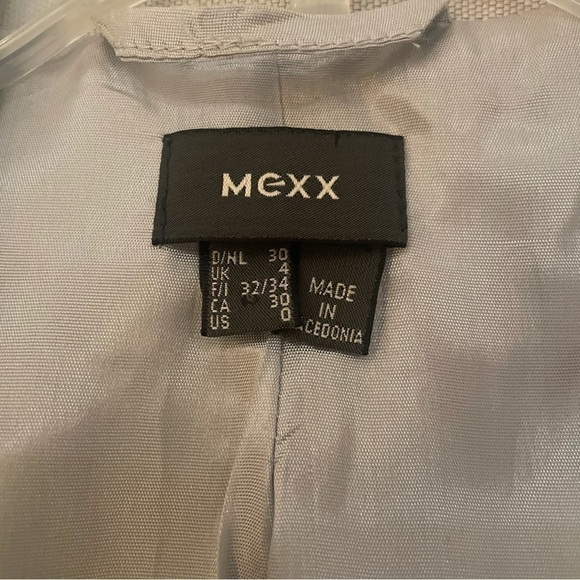 MEXX
D/NL 30
UK 4
F/I 32/34
CA 30
US 0
MADE
IN
ACEDONIA